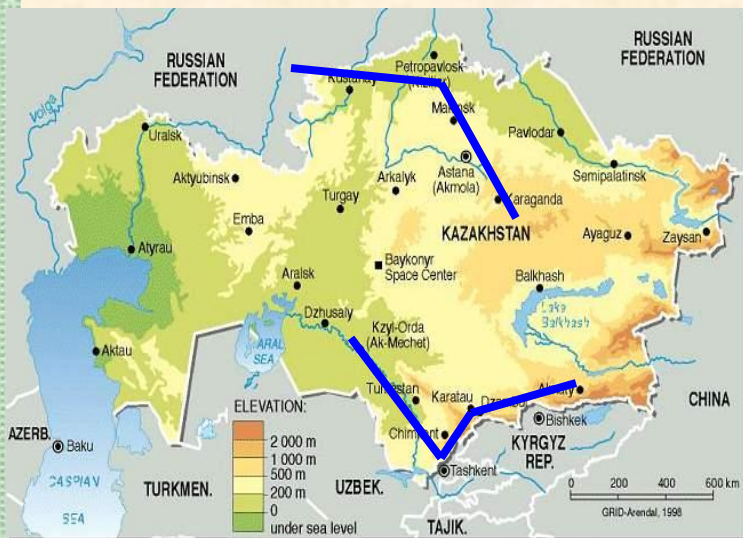 RUSSIAN
FEDERATION
RUSSIAN
FEDERATION
Petropavlosk
Kustanay
Makinsk
Volga
Uralsk
Pavlodar
Astana
(Akmola)
Semipalatinsk
Aktyubinsk
Arkalyk
Turgay
Karaganda
Emba
KAZAKHSTAN
Ayaguz
Zaysan
Atyrau
Baykonyr
Space Center
Aralsk
Balkhash
Dzhusaly
Lake
Balkhash
Kzyl-Orda
(Ak-Mechet)
ARAL
SEA
Aktau
Karatau
Almaty
CHINA
ELEVATION:
2 000 m
1 000 m
500 m
200 m
0
under sea level
Bishkek
KYRGYZ
REP.
AZERB.
Baku
Tashkent
CASPIAN
SEA
TURKMEN.
UZBEK.
TAJIK.
0 200 400 600 km
GRID-Arendal, 1998